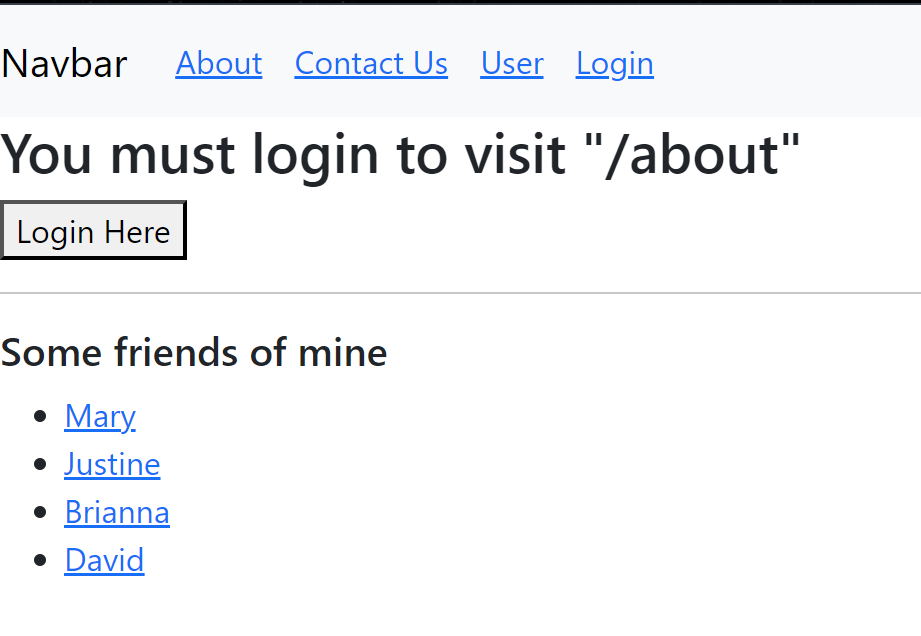 Navbar About Contact Us User Login
You must login to visit "/about"
Login Here
Some friends of mine
Mary
Justine
Brianna
David